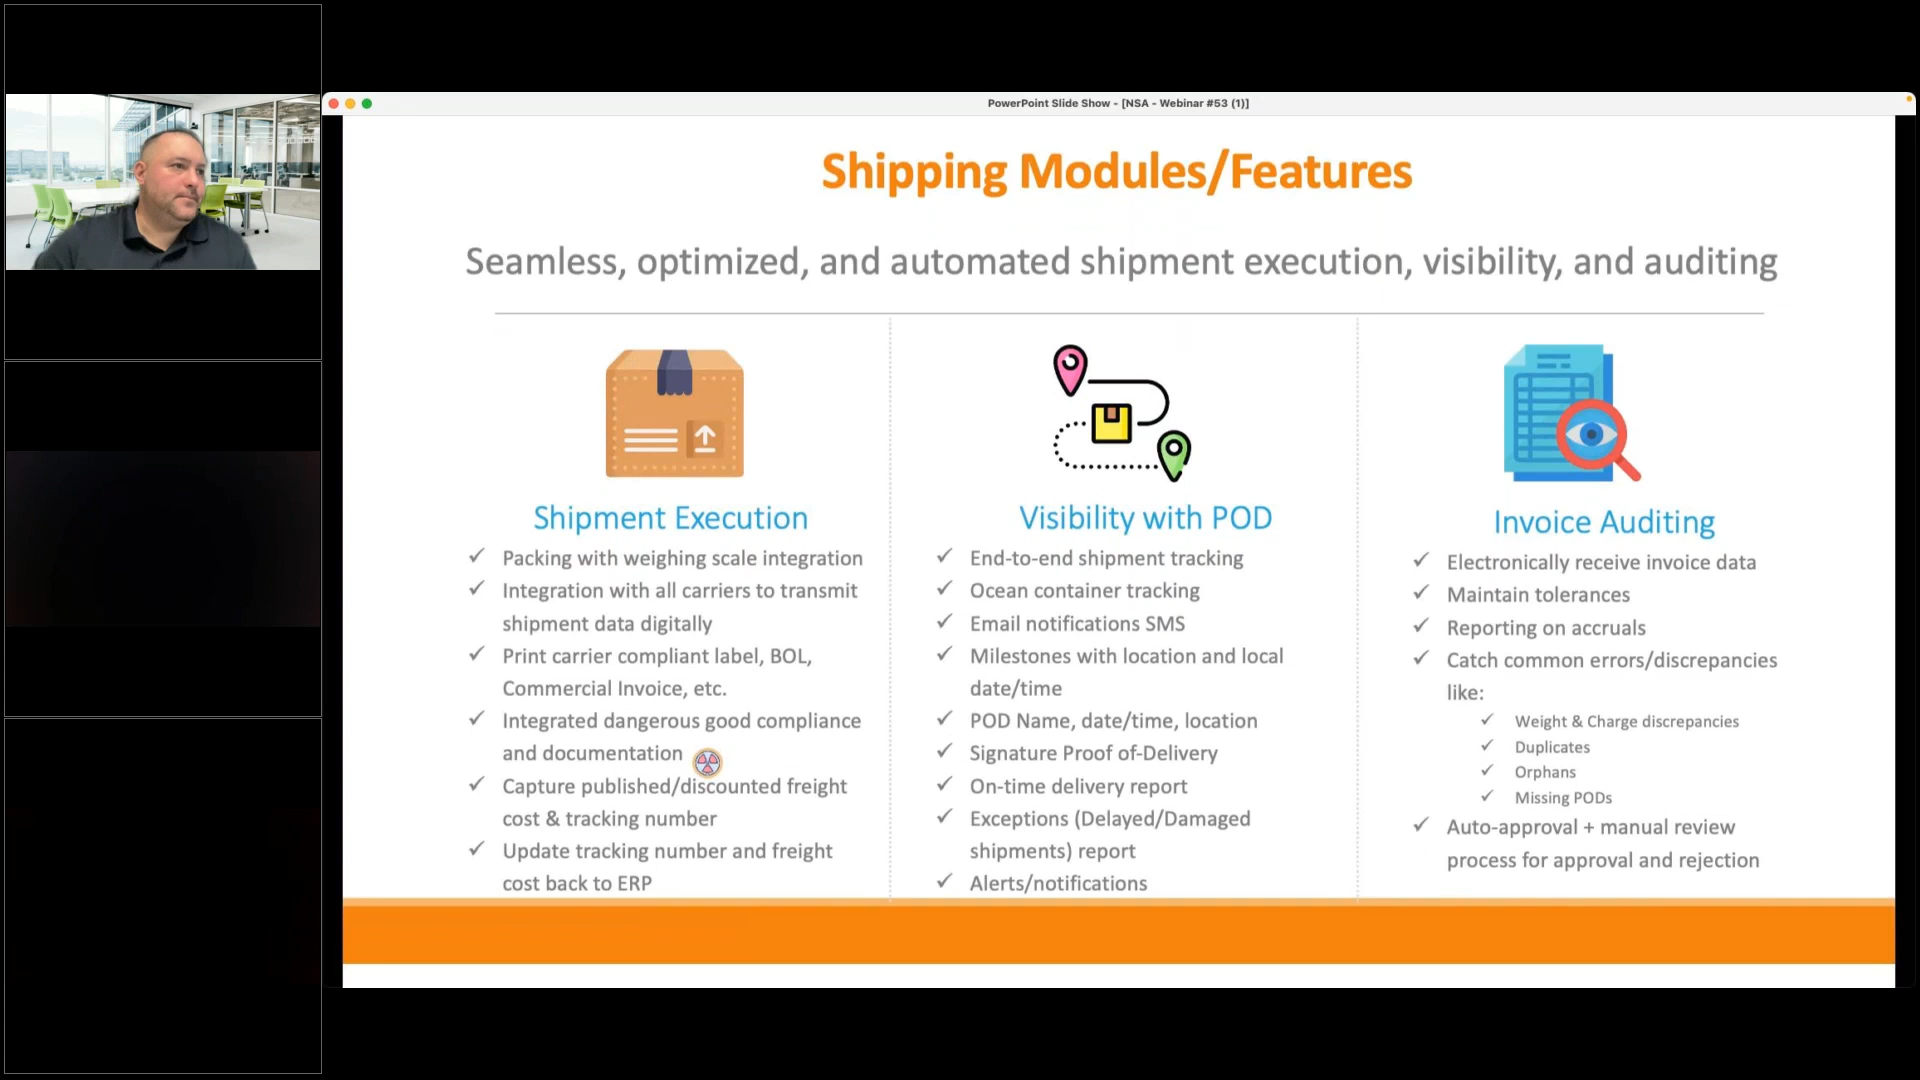 PowerPoint Slide Show - [NSA - Webinar #53 (1)]
Shipping Modules/Features
Seamless, optimized, and automated shipment execution, visibility, and auditing
Shipment Execution
✓ Packing with weighing scale integration
✓ Integration with all carriers to transmit
shipment data digitally
✓ Print carrier compliant label, BOL,
Commercial Invoice, etc.
✓ Integrated dangerous good compliance
and documentation
✓ Capture published/discounted freight
cost & tracking number
✓ Update tracking number and freight
cost back to ERP
Visibility with POD
✓ End-to-end shipment tracking
✓ Ocean container tracking
✓ Email notifications SMS
✓ Milestones with location and local
date/time
✓ POD Name, date/time, location
✓ Signature Proof of-Delivery
✓ On-time delivery report
✓ Exceptions (Delayed/Damaged
shipments) report
✓ Alerts/notifications
Invoice Auditing
✓ Electronically receive invoice data
✓ Maintain tolerances
✓ Reporting on accruals
✓ Catch common errors/discrepancies
like:
✓ Weight & Charge discrepancies
✓ Duplicates
✓ Orphans
✓ Missing PODs
✓ Auto-approval + manual review
process for approval and rejection